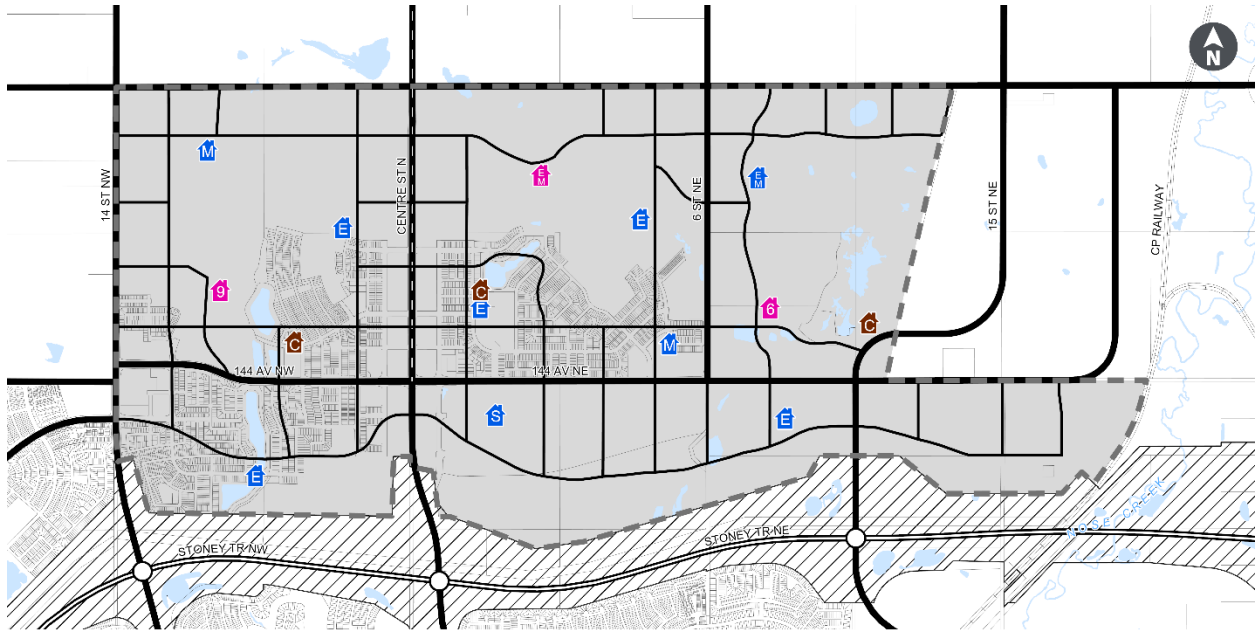 N
M
E
M
E
M
14 ST NW
CENTRE ST N
6 ST NE
15 ST NE
CP RAILWAY
E
E
9
C
E
6
C
C
M
144 AV NW
144 AV NE
S
E
E
NOSE CREEK
STONEY TR NW
STONEY TR NE